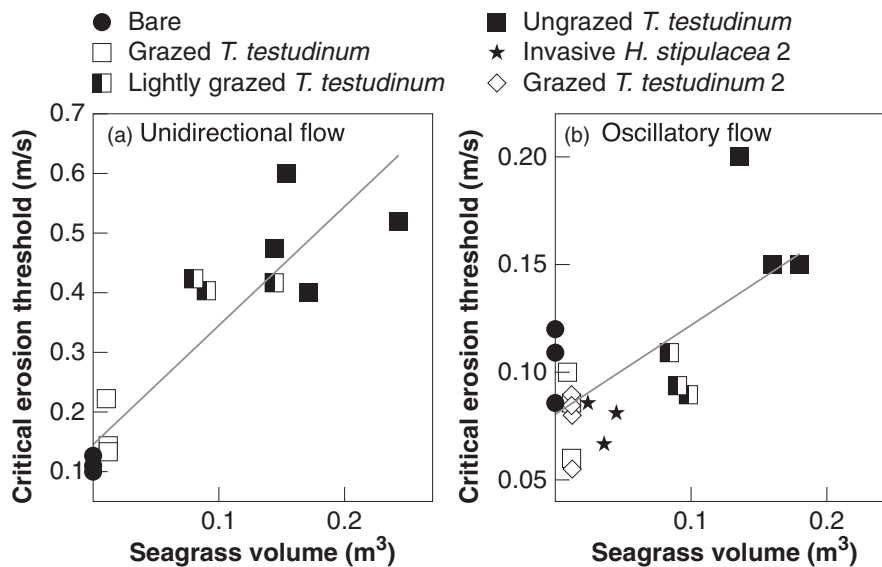 Bare
Grazed T. testudinum
Lightly grazed T. testudinum
Ungrazed T. testudinum
Invasive H. stipulacea 2
Grazed T. testudinum 2
(a) Unidirectional flow
Critical erosion threshold (m/s)
0.7
0.6
0.5
0.4
0.3
0.2
0.1
0.1
0.2
Seagrass volume (m³)
(b) Oscillatory flow
Critical erosion threshold (m/s)
0.20
0.15
0.10
0.05
0.1
0.2
Seagrass volume (m³)